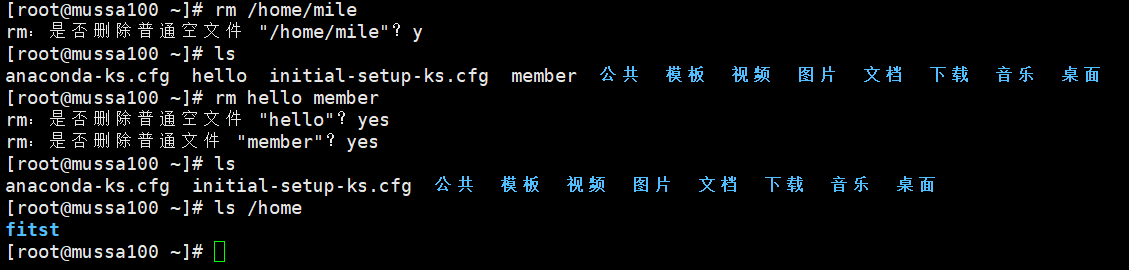 [root@mussa100 ~]# rm /home/mile
rm：是否删除普通空文件 "/home/mile"？y
[root@mussa100 ~]# ls
anaconda-ks.cfg  hello  initial-setup-ks.cfg  member  公共  模板  视频  图片  文档  下载  音乐  桌面
[root@mussa100 ~]# rm hello member
rm：是否删除普通空文件 "hello"？yes
rm：是否删除普通文件 "member"？yes
[root@mussa100 ~]# ls
anaconda-ks.cfg  initial-setup-ks.cfg  公共  模板  视频  图片  文档  下载  音乐  桌面
[root@mussa100 ~]# ls /home
fitst
[root@mussa100 ~]#